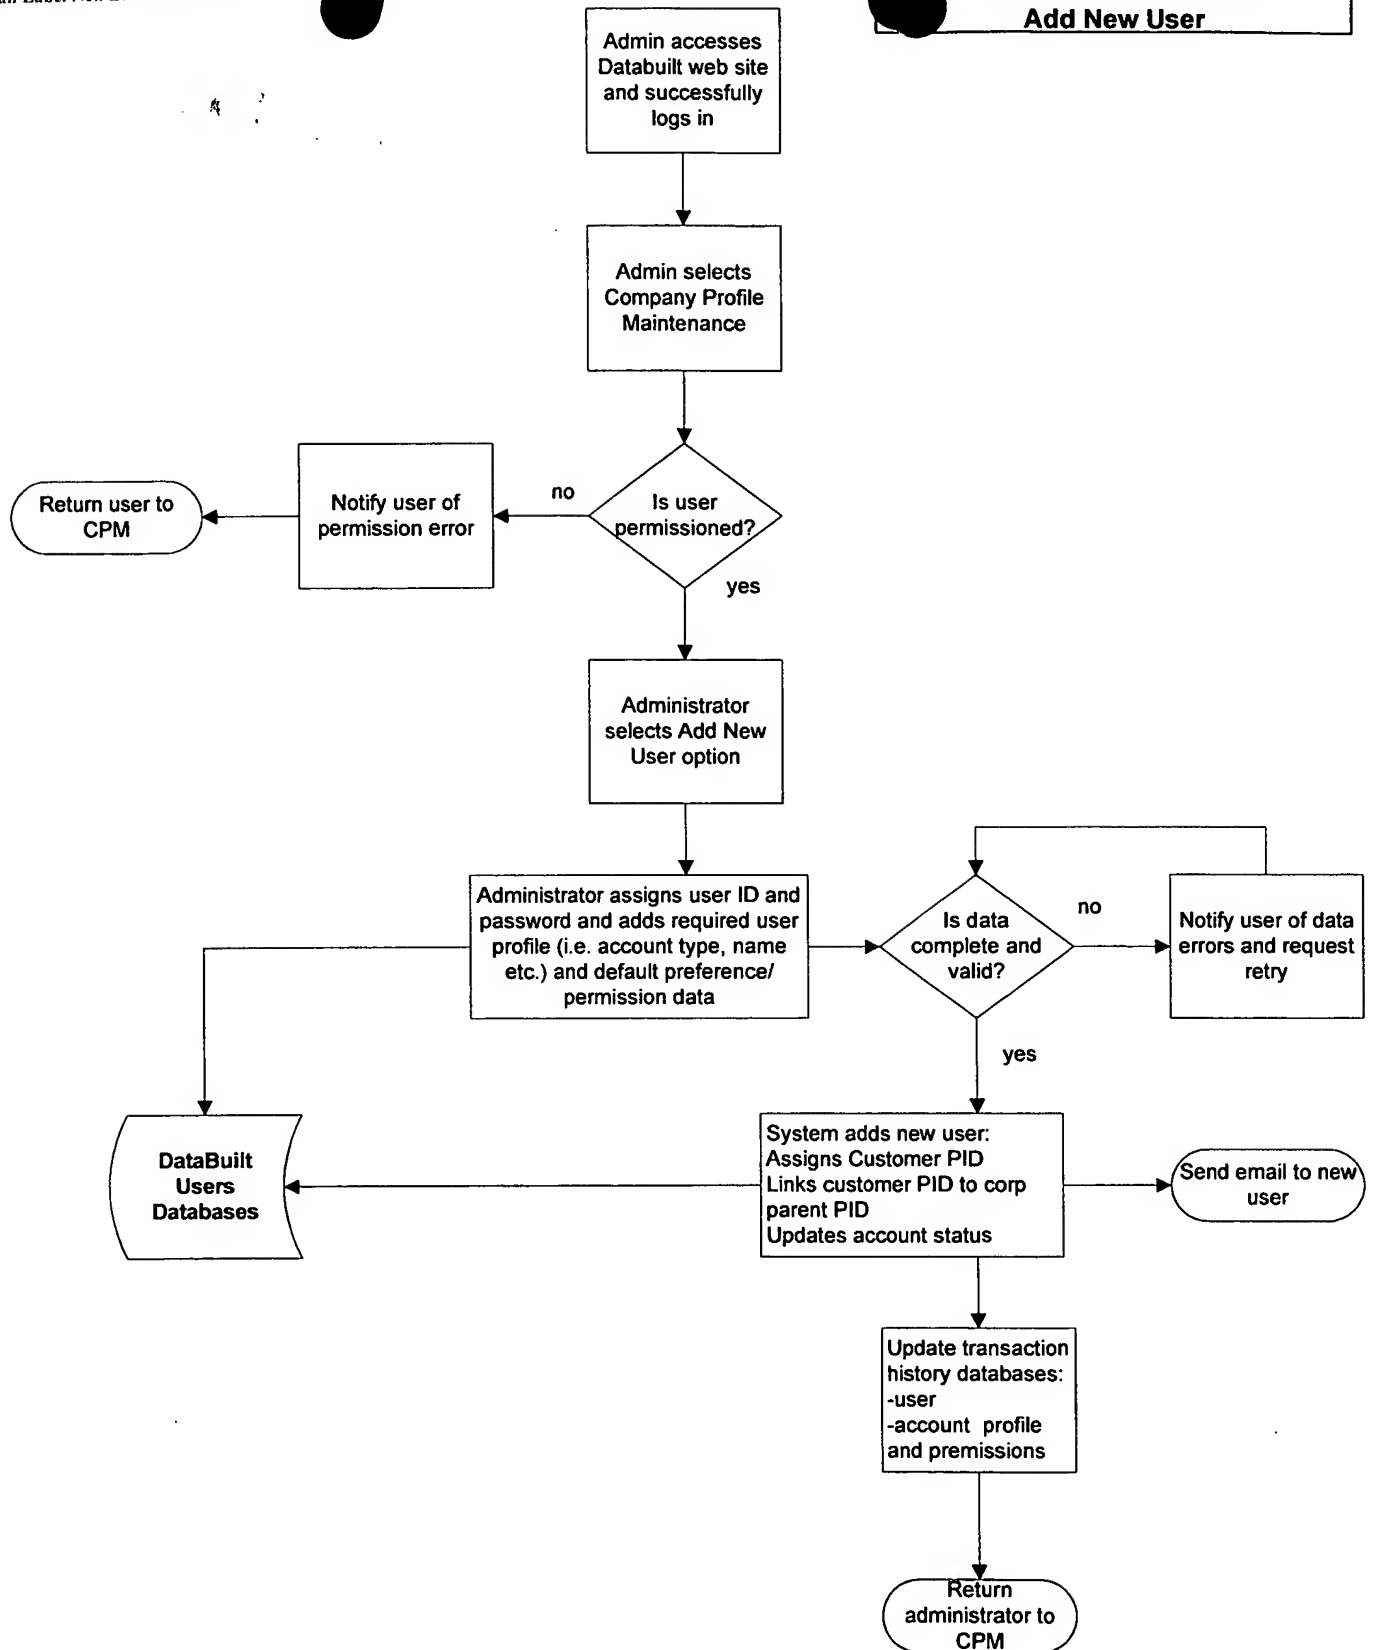 Add New User
Admin accesses
Databuilt web site
and successfully
logs in
Admin selects
Company Profile
Maintenance
Is user
permissioned?
no
yes
Notify user of
permission error
Return user to
CPM
Administrator
selects Add New
User option
Administrator assigns user ID and
password and adds required user
profile (i.e. account type, name
etc.) and default preference/
permission data
Is data
complete and
valid?
no
yes
Notify user of data
errors and request
retry
DataBuilt
Users
Databases
System adds new user:
Assigns Customer PID
Links customer PID to corp
parent PID
Updates account status
Send email to new
user
Update transaction
history databases:
-user
-account profile
and premissions
Return
administrator to
CPM